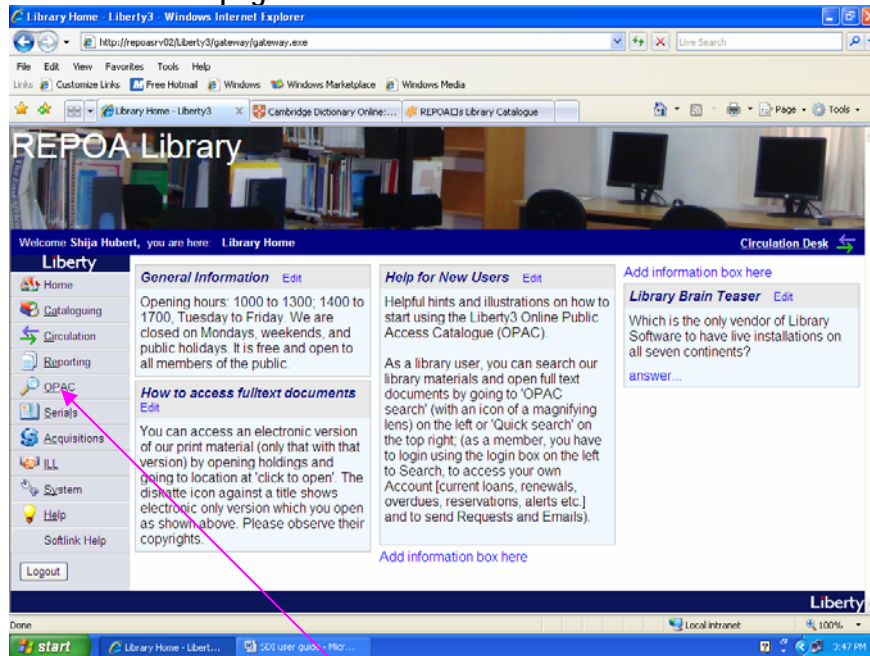 Library Home - Liberty3 - Windows Internet Explorer
http://repoasrv02/Liberty3/gateway/gateway.exe
Live Search
File Edit View Favorites Tools Help
Links Customize Links Free Hotmail Windows Windows Marketplace Windows Media
Library Home - Liberty3
Cambridge Dictionary Onlin:...
REPOA□s Library Catalogue
Page
Tools
REPOA Library
Welcome Shija Hubert, you are here: Library Home
Circulation Desk
Liberty
Home
Cataloguing
Circulation
Reporting
OPAC
Serials
Acquisitions
ILL
System
Help
Softlink Help
Logout
General Information Edit
Opening hours: 1000 to 1300; 1400 to
1700, Tuesday to Friday. We are
closed on Mondays, weekends, and
public holidays. It is free and open to
all members of the public.
How to access fulltext documents
Edit
You can access an electronic version
of our print material (only that with that
version) by opening holdings and
going to location at 'click to open'. The
diskatte icon against a title shows
electronic only version which you open
as shown above. Please observe their
copyrights.
Help for New Users Edit
Helpful hints and illustrations on how to
start using the Liberty3 Online Public
Access Catalogue (OPAC).
As a library user, you can search our
library materials and open full text
documents by going to 'OPAC
search' (with an icon of a magnifying
lens) on the left or 'Quick search' on
the top right; (as a member, you have
to login using the login box on the left
to Search, to access your own
Account [current loans, renewals,
overdues, reservations, alerts etc.]
and to send Requests and Emails).
Add information box here
Add information box here
Library Brain Teaser Edit
Which is the only vendor of Library
Software to have live installations on
all seven continents?
answer...
Liberty
Done
Local intranet
100%
start
Library Home - Libert...
SDI user guide - Micr...
3:47 PM